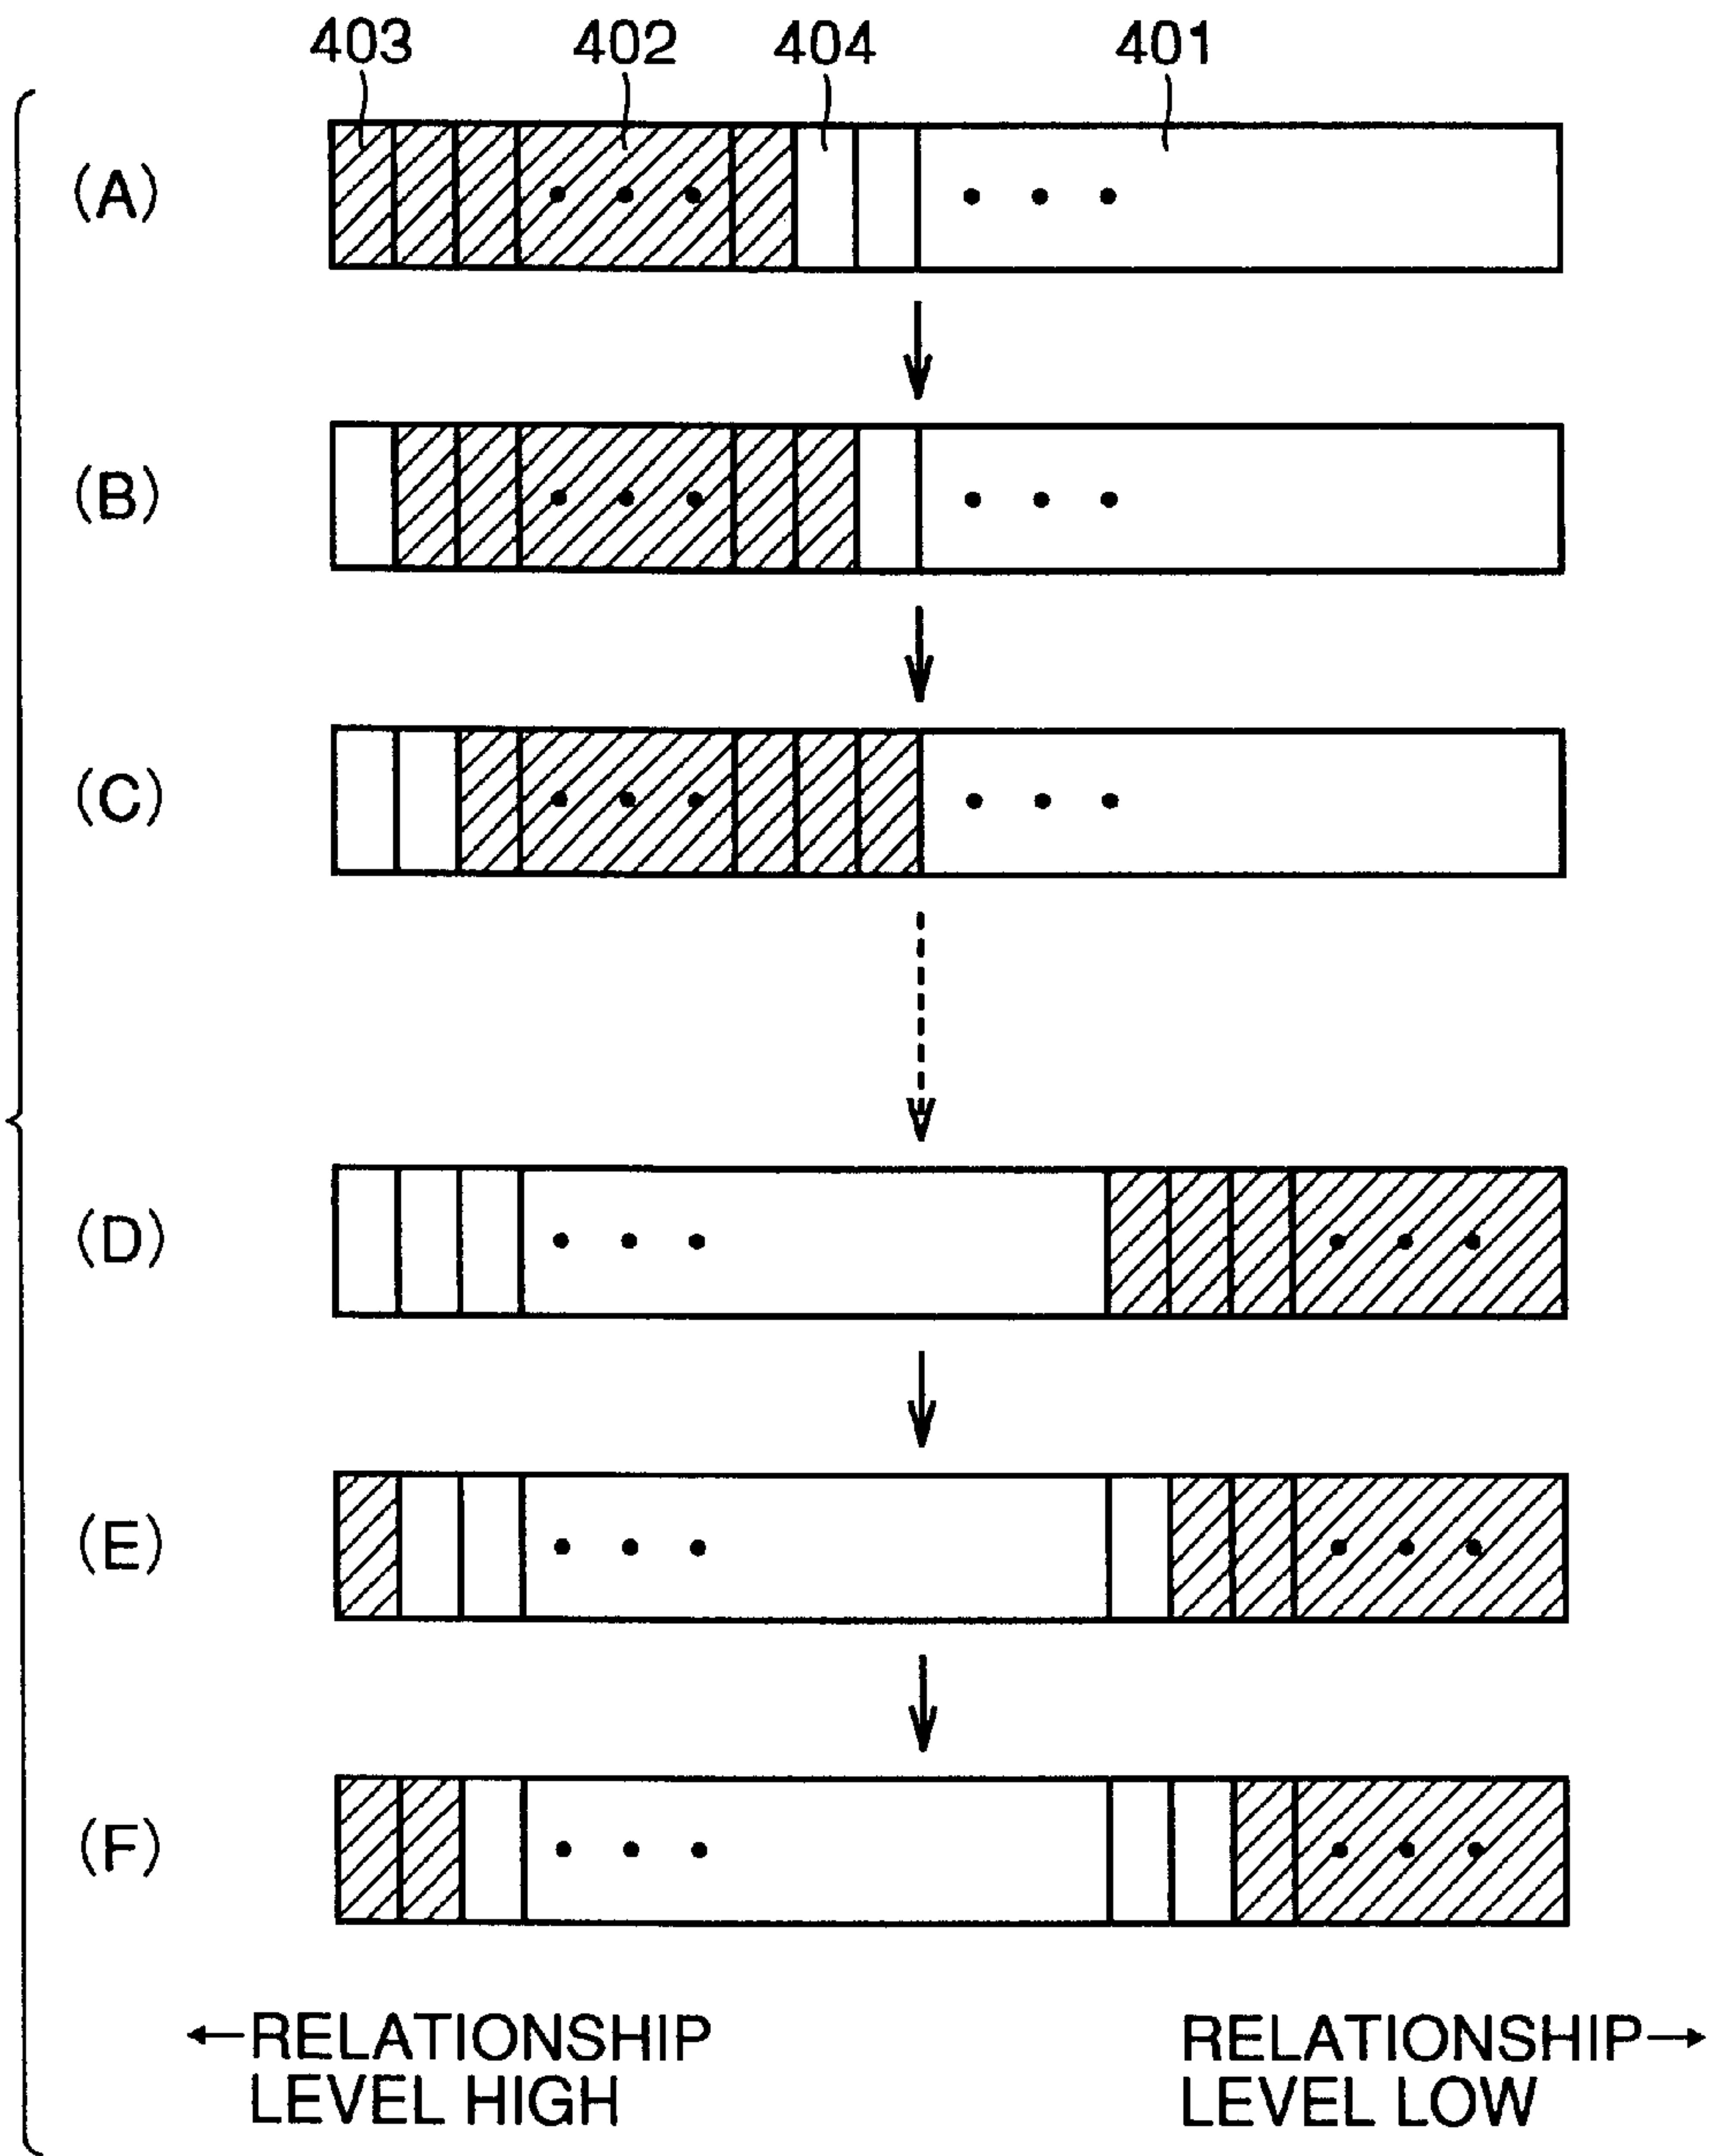 403 402 404 401
(A)
(B)
(C)
(D)
(E)
(F)
←RELATIONSHIP
LEVEL HIGH
RELATIONSHIP→
LEVEL LOW